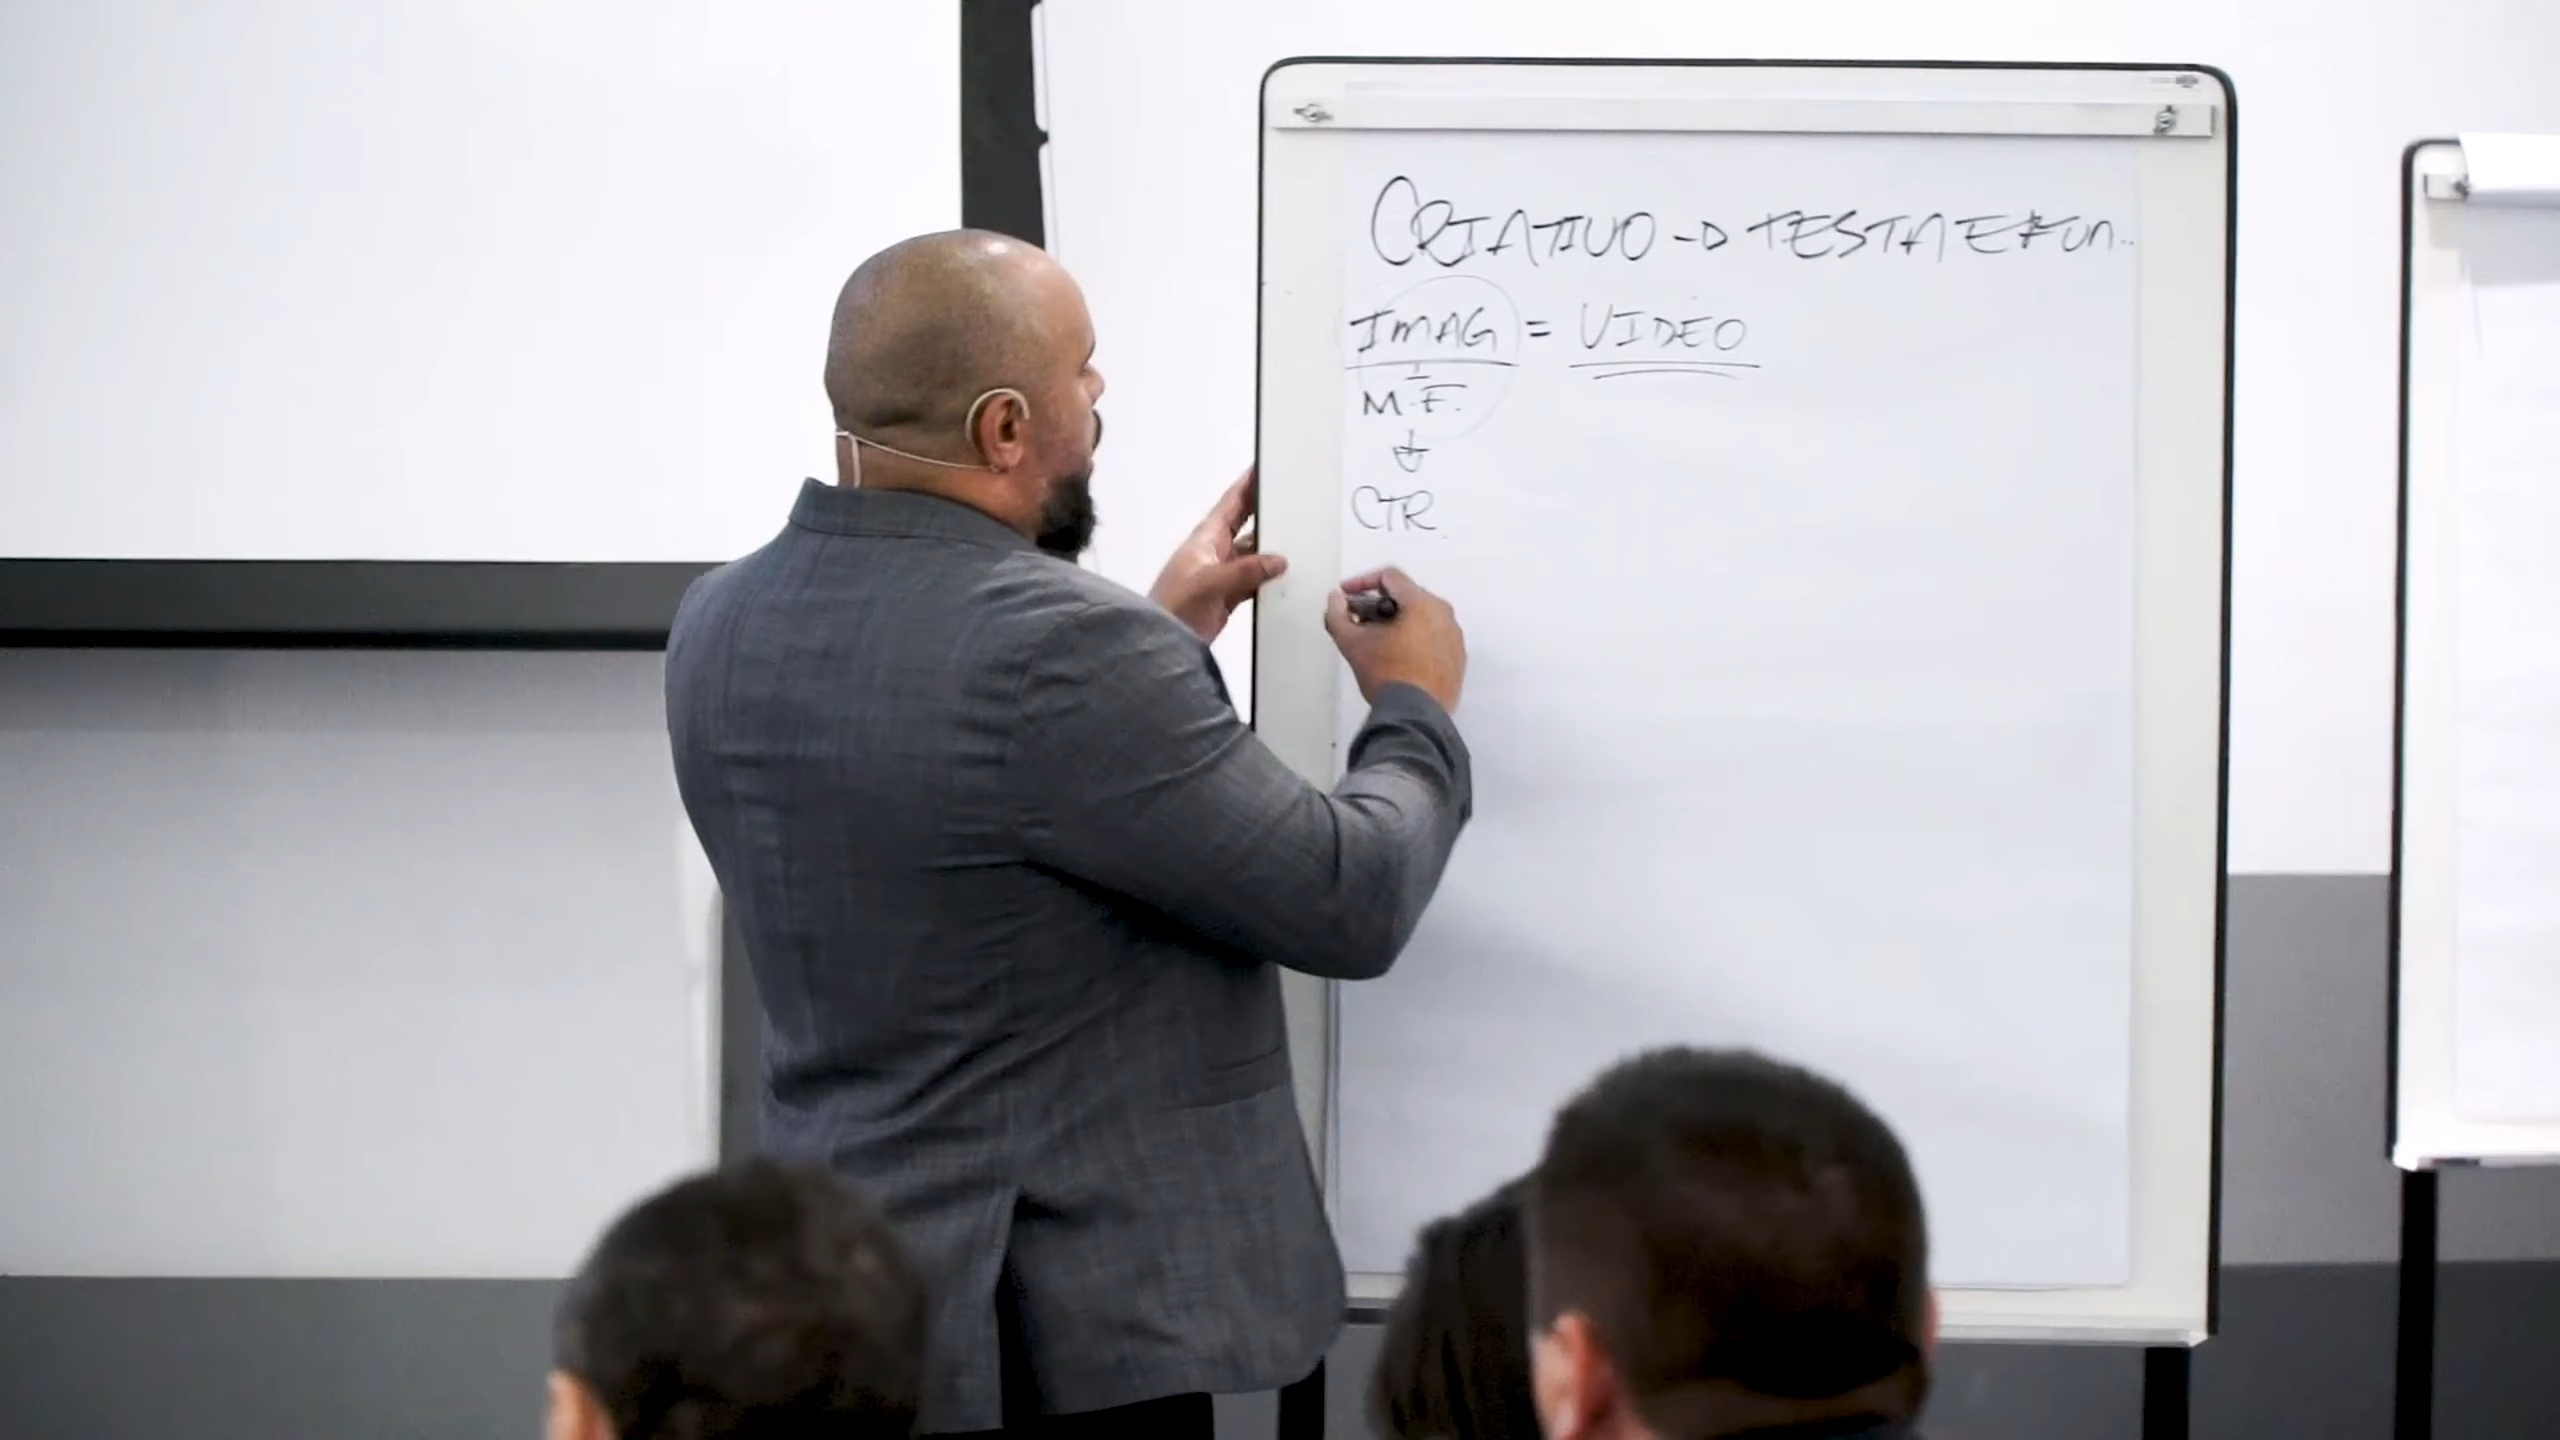 CRIATIVO → TESTA E FUN..
IMAG = VIDEO
M.F.
↓
CTR.